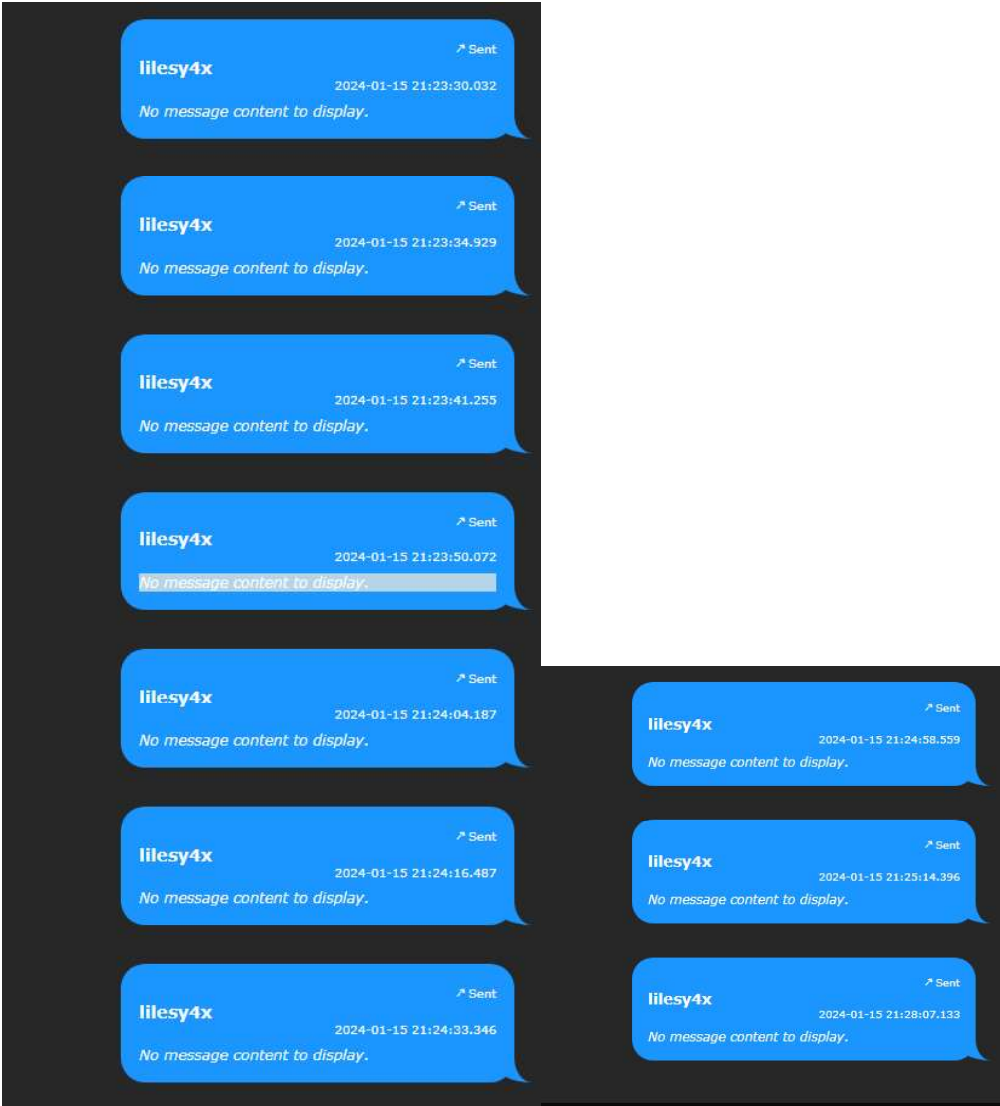 ↗ Sent
lilesy4x
2024-01-15 21:23:30.032
No message content to display.
↗ Sent
lilesy4x
2024-01-15 21:23:34.929
No message content to display.
↗ Sent
lilesy4x
2024-01-15 21:23:41.255
No message content to display.
↗ Sent
lilesy4x
2024-01-15 21:23:50.072
No message content to display.
↗ Sent
lilesy4x
2024-01-15 21:24:04.187
No message content to display.
↗ Sent
lilesy4x
2024-01-15 21:24:16.487
No message content to display.
↗ Sent
lilesy4x
2024-01-15 21:24:33.346
No message content to display.
↗ Sent
lilesy4x
2024-01-15 21:24:58.559
No message content to display.
↗ Sent
lilesy4x
2024-01-15 21:25:14.396
No message content to display.
↗ Sent
lilesy4x
2024-01-15 21:28:07.133
No message content to display.